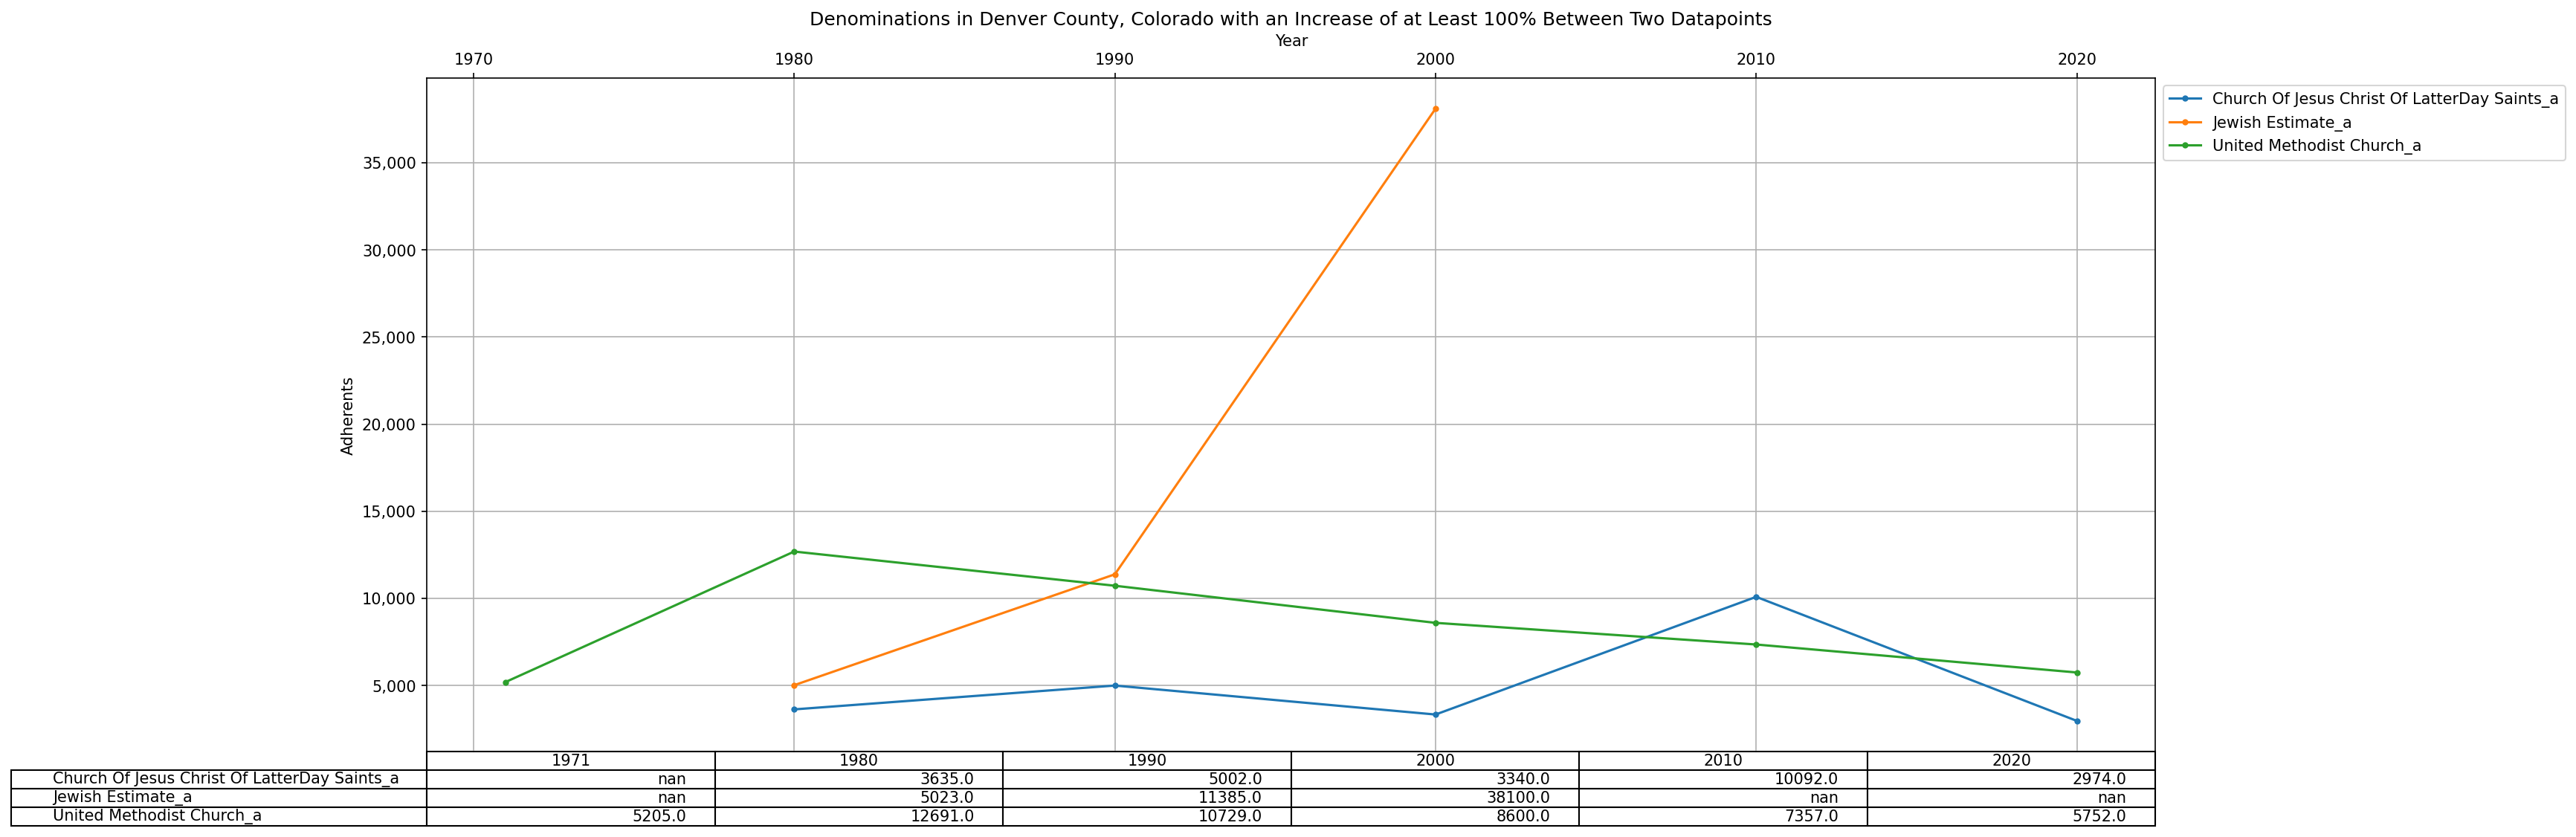 Denominations in Denver County, Colorado with an Increase of at Least 100% Between Two Datapoints
Year
1970 1980 1990 2000 2010 2020
Church Of Jesus Christ Of LatterDay Saints_a
Jewish Estimate_a
United Methodist Church_a
Adherents
35,000
30,000
25,000
20,000
15,000
10,000
5,000
1971 1980 1990 2000 2010 2020
Church Of Jesus Christ Of LatterDay Saints_a nan 3635.0 5002.0 3340.0 10092.0 2974.0
Jewish Estimate_a nan 5023.0 11385.0 38100.0 nan nan
United Methodist Church_a 5205.0 12691.0 10729.0 8600.0 7357.0 5752.0